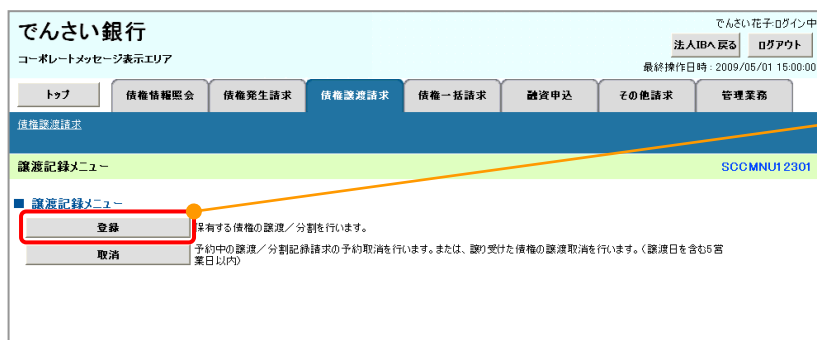 でんさい銀行
コーポレートメッセージ表示エリア
でんさい花子:ログイン中
法人IBへ戻る ログアウト
最終操作日時:2009/05/01 15:00:00
トップ 債権情報照会 債権発生請求 債権譲渡請求 債権一括請求 融資申込 その他請求 管理業務
債権譲渡請求
譲渡記録メニュー SCCMNU12301
■ 譲渡記録メニュー
登録 保有する債権の譲渡/分割を行います。
取消 予約中の譲渡/分割記録請求の予約取消を行います。または、譲り受けた債権の譲渡取消を行います。(譲渡日を含む5営
業日以内)